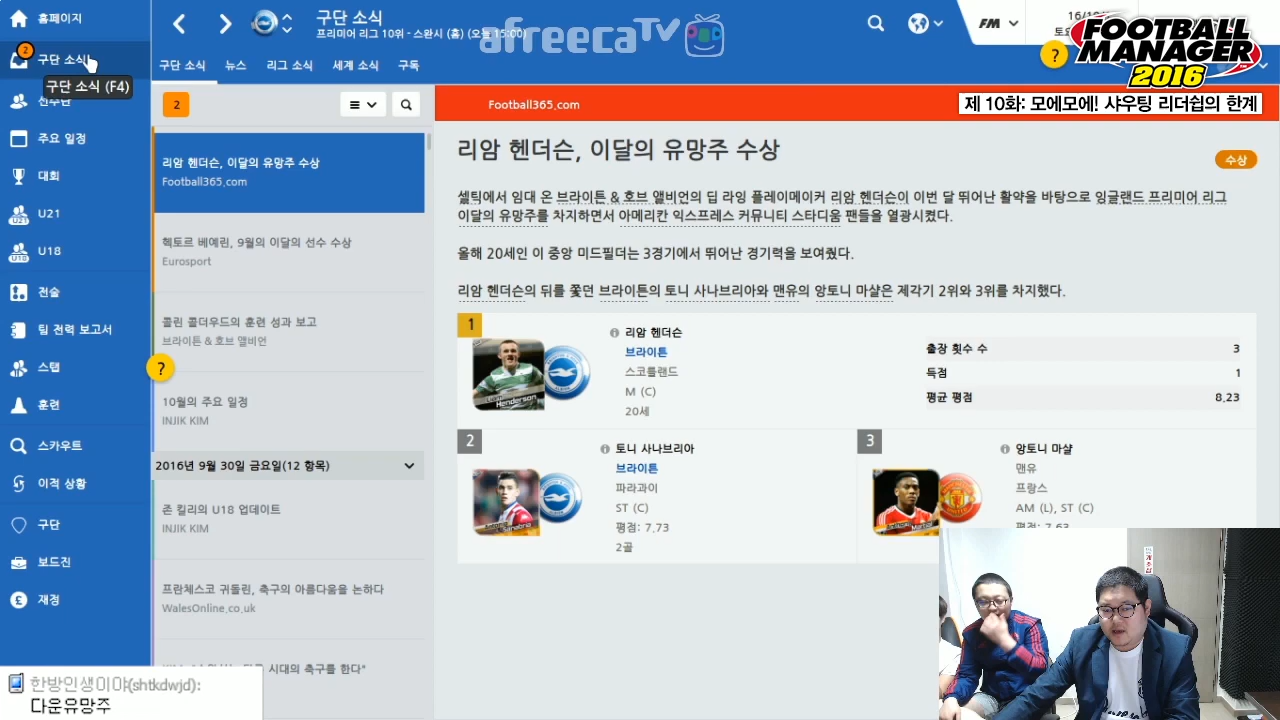 홈페이지
2
구단 소식
구단 소식 (F4)
선수단
주요 일정
대회
U21
U18
전술
팀 전력 보고서
스탭
훈련
스카우트
이적 상황
구단
보드진
재정
구단 소식
프리미어 리그 10위 - 스완시 (홈) (오늘 15:00)
afreecaTV
FM
16/10/
FOOTBALL
MANAGER
2016
?
제 10화: 모에모에! 샤우팅 리더쉽의 한계
구단 소식
뉴스
리그 소식
세계 소식
구독
2
리암 헨더슨, 이달의 유망주 수상
Football365.com
헥토르 베예린, 9월의 이달의 선수 수상
Eurosport
콜린 콜더우드의 훈련 성과 보고
브라이튼 & 호브 앨비언
?
10월의 주요 일정
INJIK KIM
2016년 9월 30일 금요일(12 항목)
존 킬리의 U18 업데이트
INJIK KIM
프란체스코 귀돌린, 축구의 아름다움을 논하다
WalesOnline.co.uk
시대의 축구를 한다"
Football365.com
리암 헨더슨, 이달의 유망주 수상
수상
셀틱에서 임대 온 브라이튼 & 호브 앨비언의 딥 라잉 플레이메이커 리암 헨더슨이 이번 달 뛰어난 활약을 바탕으로 잉글랜드 프리미어 리그
이달의 유망주를 차지하면서 아메리칸 익스프레스 커뮤니티 스타디움 팬들을 열광시켰다.
올해 20세인 이 중앙 미드필더는 3경기에서 뛰어난 경기력을 보여줬다.
리암 헨더슨의 뒤를 쫓던 브라이튼의 토니 사나브리아와 맨유의 앙토니 마샬은 제각기 2위와 3위를 차지했다.
1
리암 헨더슨
브라이튼
스코틀랜드
M (C)
20세
Henderson
출장 횟수 수 3
득점 1
평균 평점 8.23
2
토니 사나브리아
브라이튼
파라과이
ST (C)
평점: 7.73
2골
Sanabria
3
앙토니 마샬
맨유
프랑스
AM (L), ST (C)
평점: 7.63
Martial
한방인생이야(shtkdwjd):
다운유망주